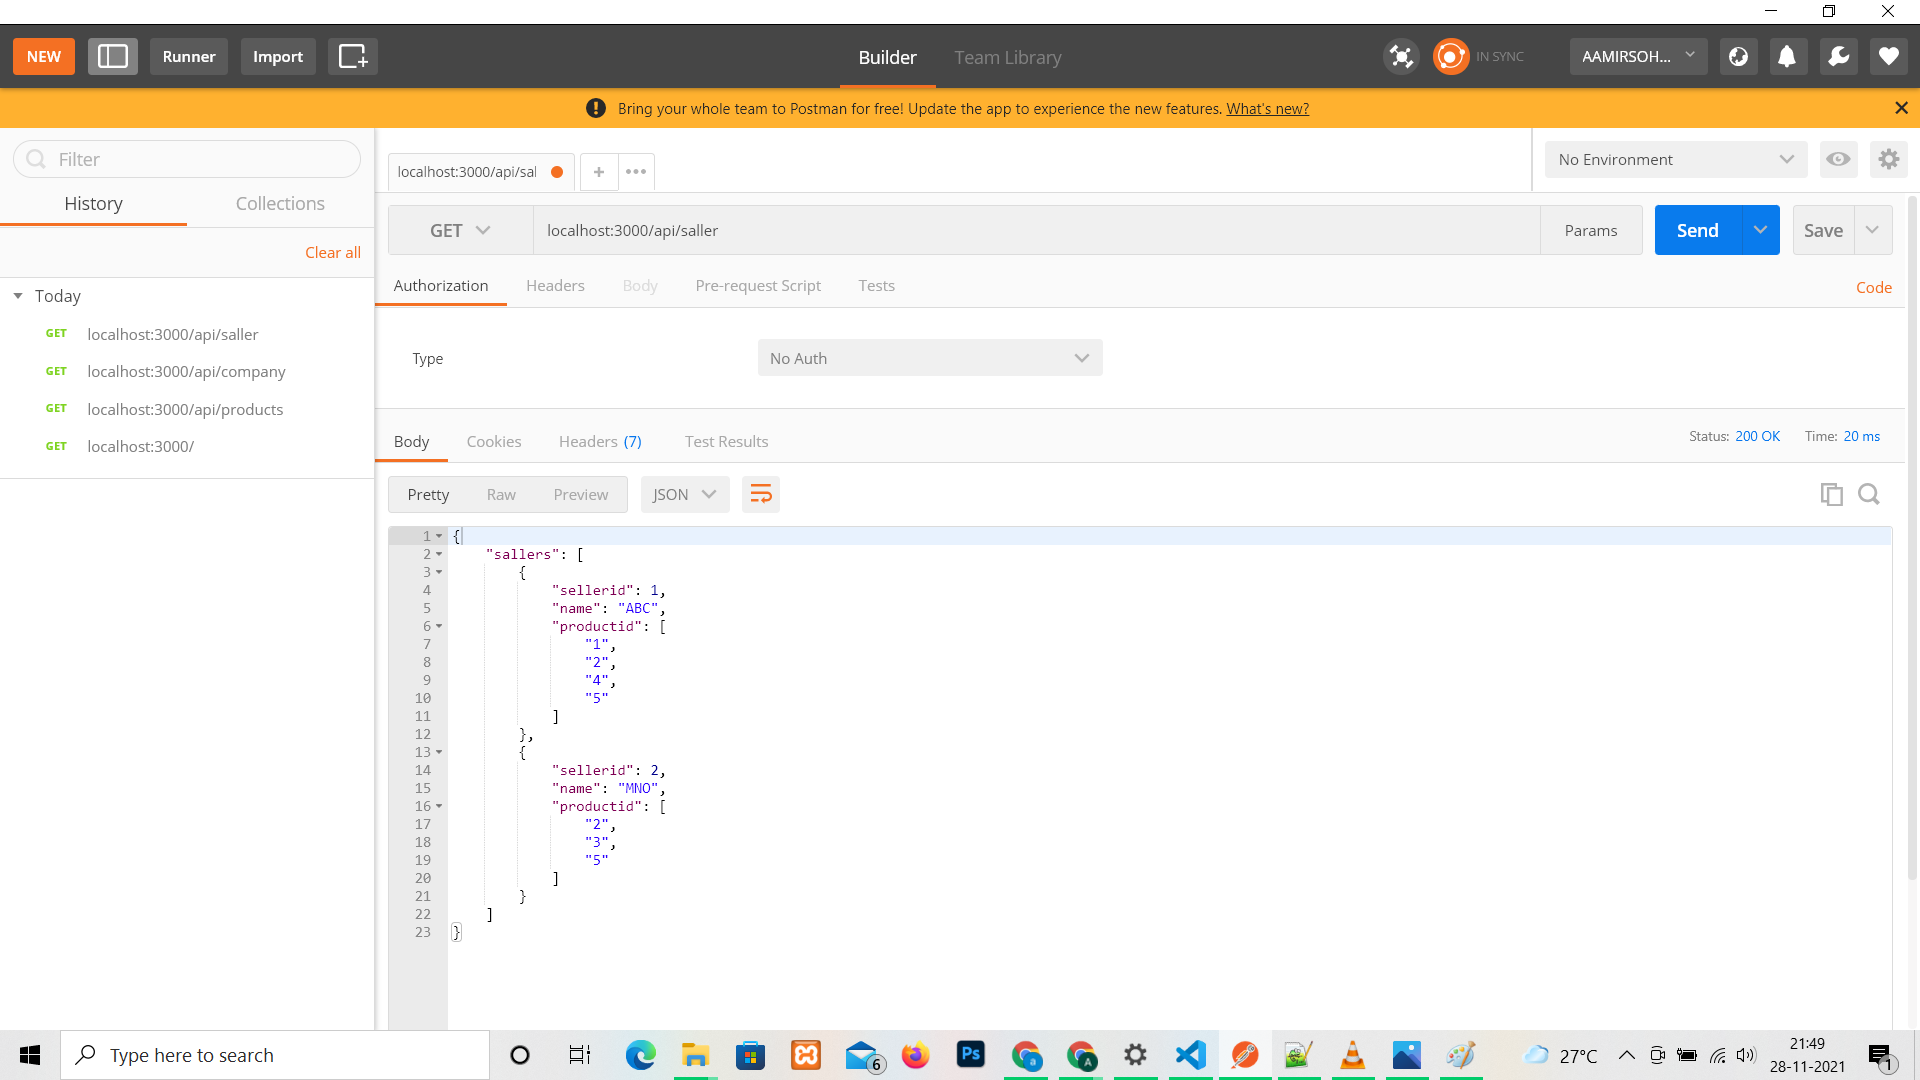 NEW
Runner
Import
Builder
Team Library
IN SYNC
AAMIRSOH...
Bring your whole team to Postman for free! Update the app to experience the new features. What's new?
Filter
History
Collections
Clear all
Today
GET localhost:3000/api/saller
GET localhost:3000/api/company
GET localhost:3000/api/products
GET localhost:3000/
localhost:3000/api/sal
+
•••
No Environment
GET
localhost:3000/api/saller
Params
Send
Save
Authorization
Headers
Body
Pre-request Script
Tests
Code
Type
No Auth
Body
Cookies
Headers (7)
Test Results
Status: 200 OK
Time: 20 ms
Pretty
Raw
Preview
JSON
1 {
2 "sallers": [
3 {
4 "sellerid": 1,
5 "name": "ABC",
6 "productid": [
7 "1",
8 "2",
9 "4",
10 "5"
11 ]
12 },
13 {
14 "sellerid": 2,
15 "name": "MNO",
16 "productid": [
17 "2",
18 "3",
19 "5"
20 ]
21 }
22 ]
23 }
Type here to search
6
Ps
a
A
27°C
21:49
28-11-2021
1